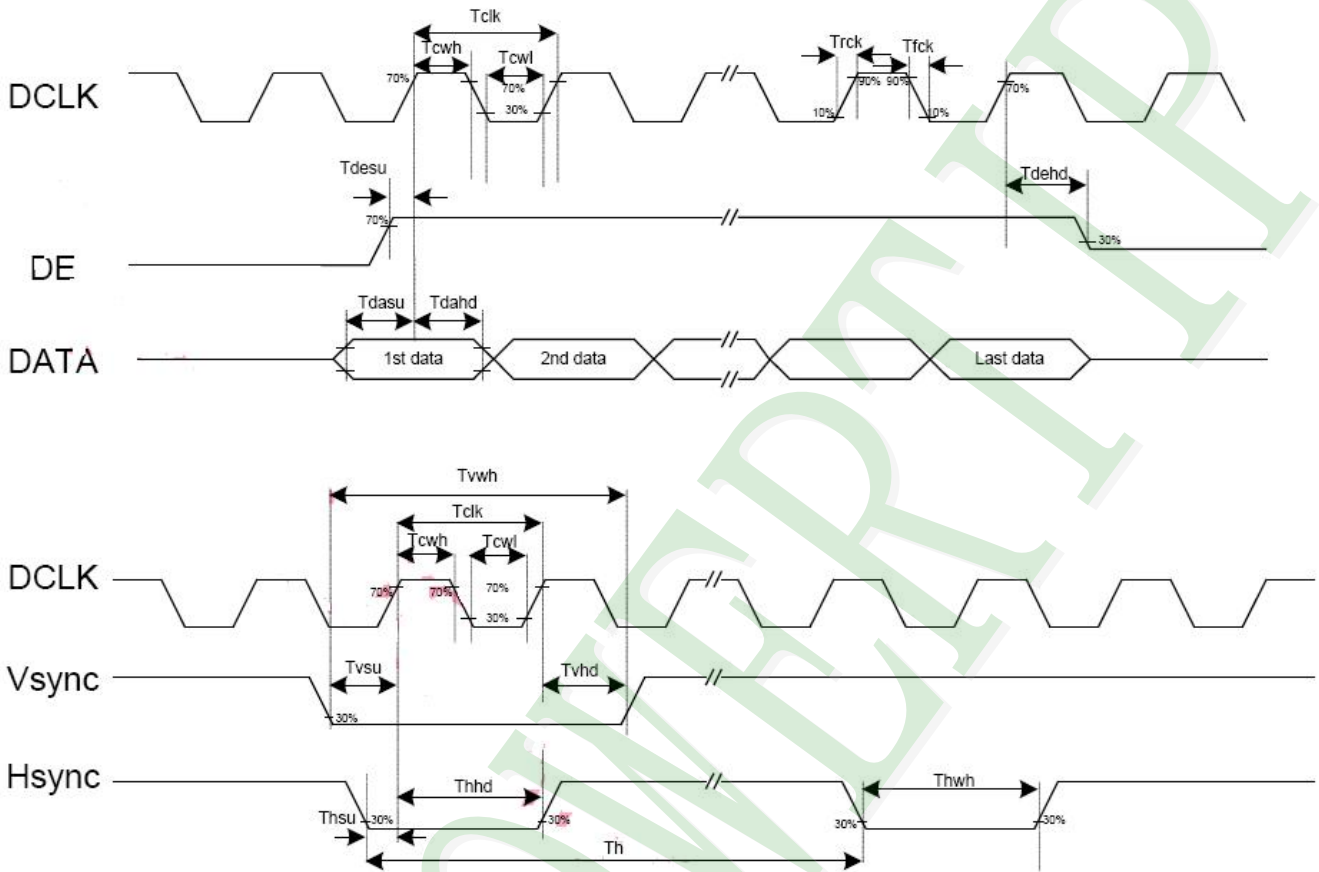 Tclk
Tcwh Tcwl Trck Tfck
DCLK 70% 70% 30% 10% 90% 90% 10% 70%
Tdesu Tdehd
70% 30%
DE
Tdasu Tdahd
DATA 1st data 2nd data Last data
Tvwh
Tclk
Tcwh Tcwl
DCLK 70% 70% 70% 30%
Vsync Tvsu Tvhd
30%
Hsync Thhd Thwh
Thsu 30% 30% 30% 30%
Th
OWERTIP